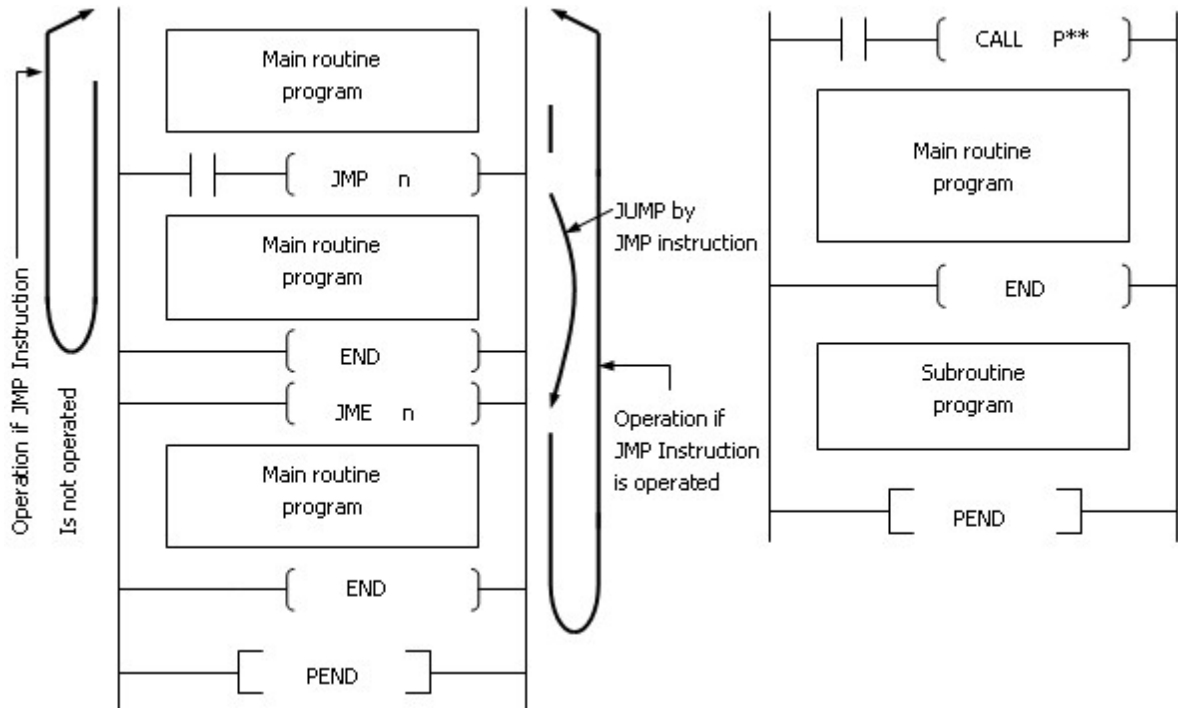 Operation if JMP Instruction
Is not operated
Main routine
program
JMP n
Main routine
program
END
JME n
Main routine
program
END
PEND
JUMP by
JMP instruction
Operation if
JMP Instruction
is operated
CALL P**
Main routine
program
END
Subroutine
program
PEND